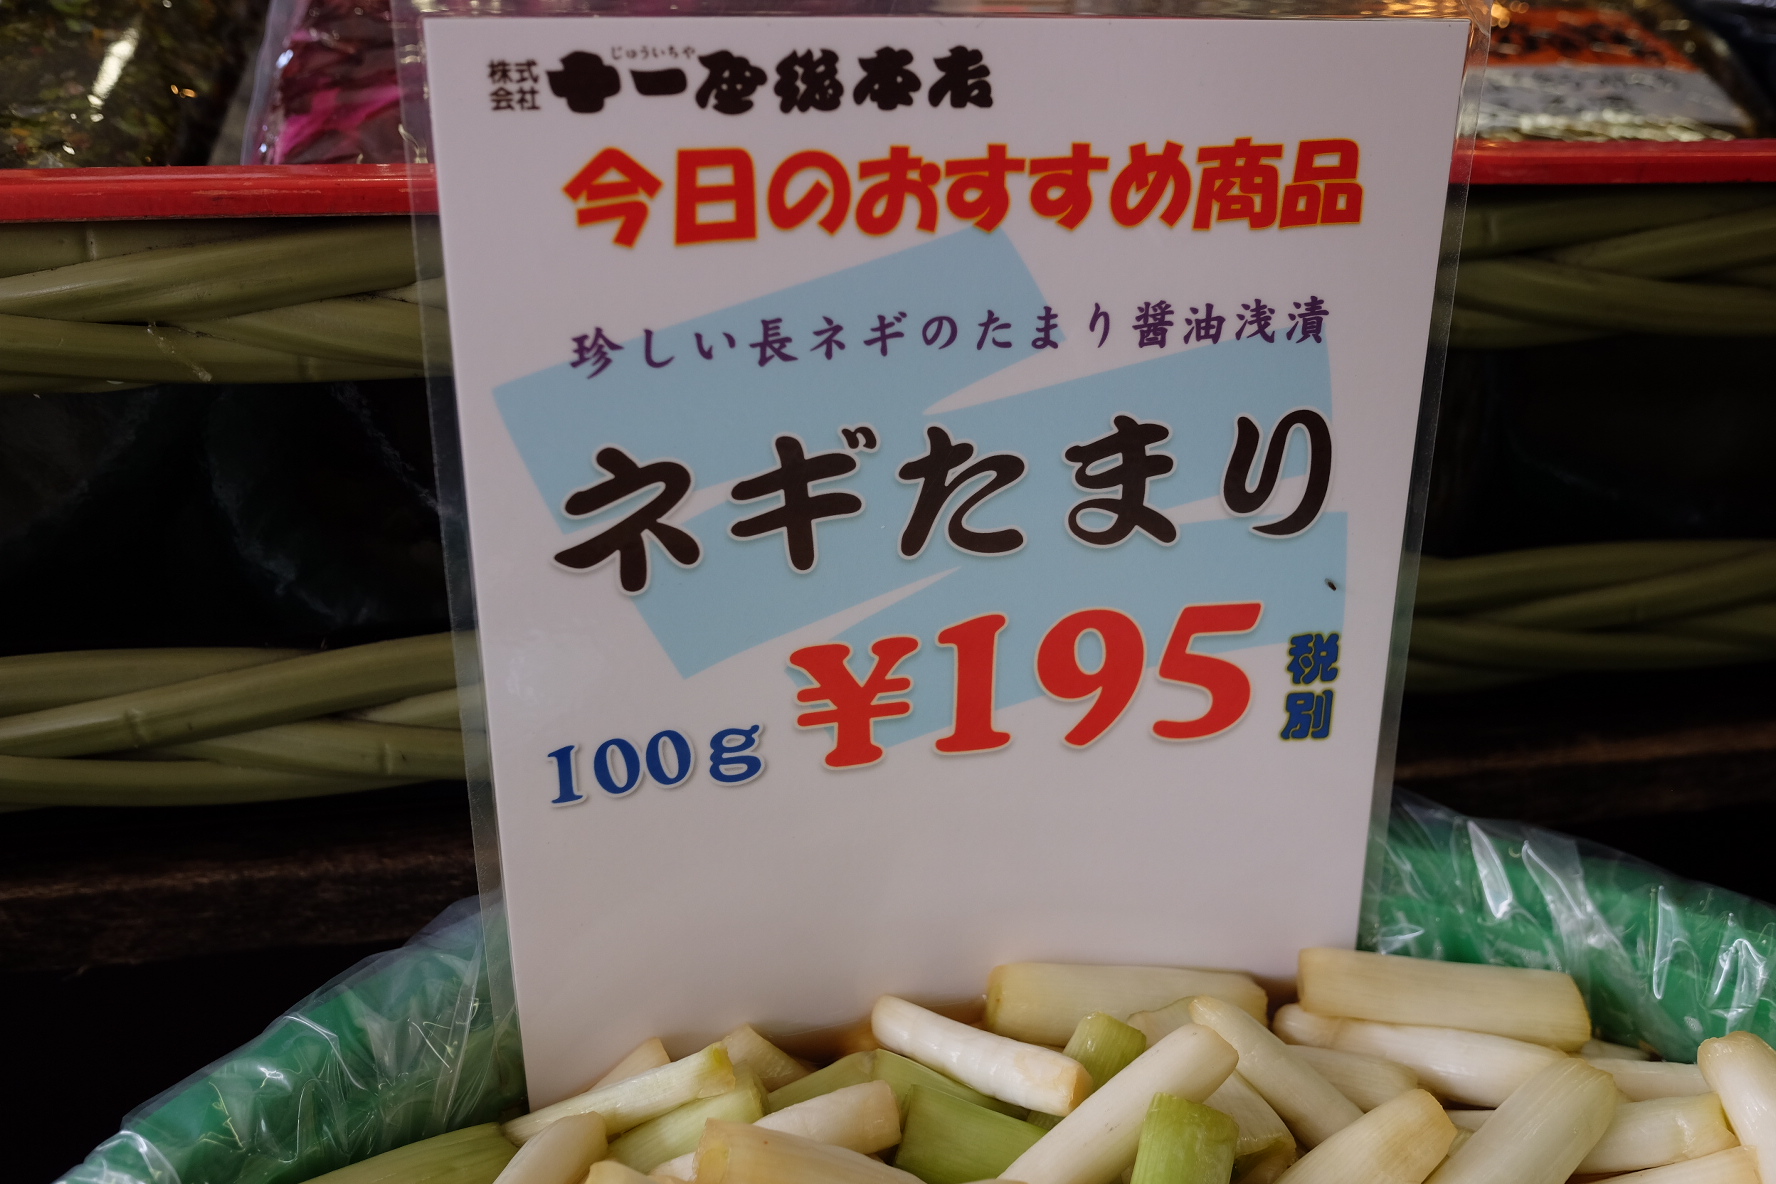 株式会社 十一屋総本店
じゅういちや
今日のおすすめ商品
珍しい長ネギのたまり醤油浅漬
ネギたまり
100g ¥195 税別